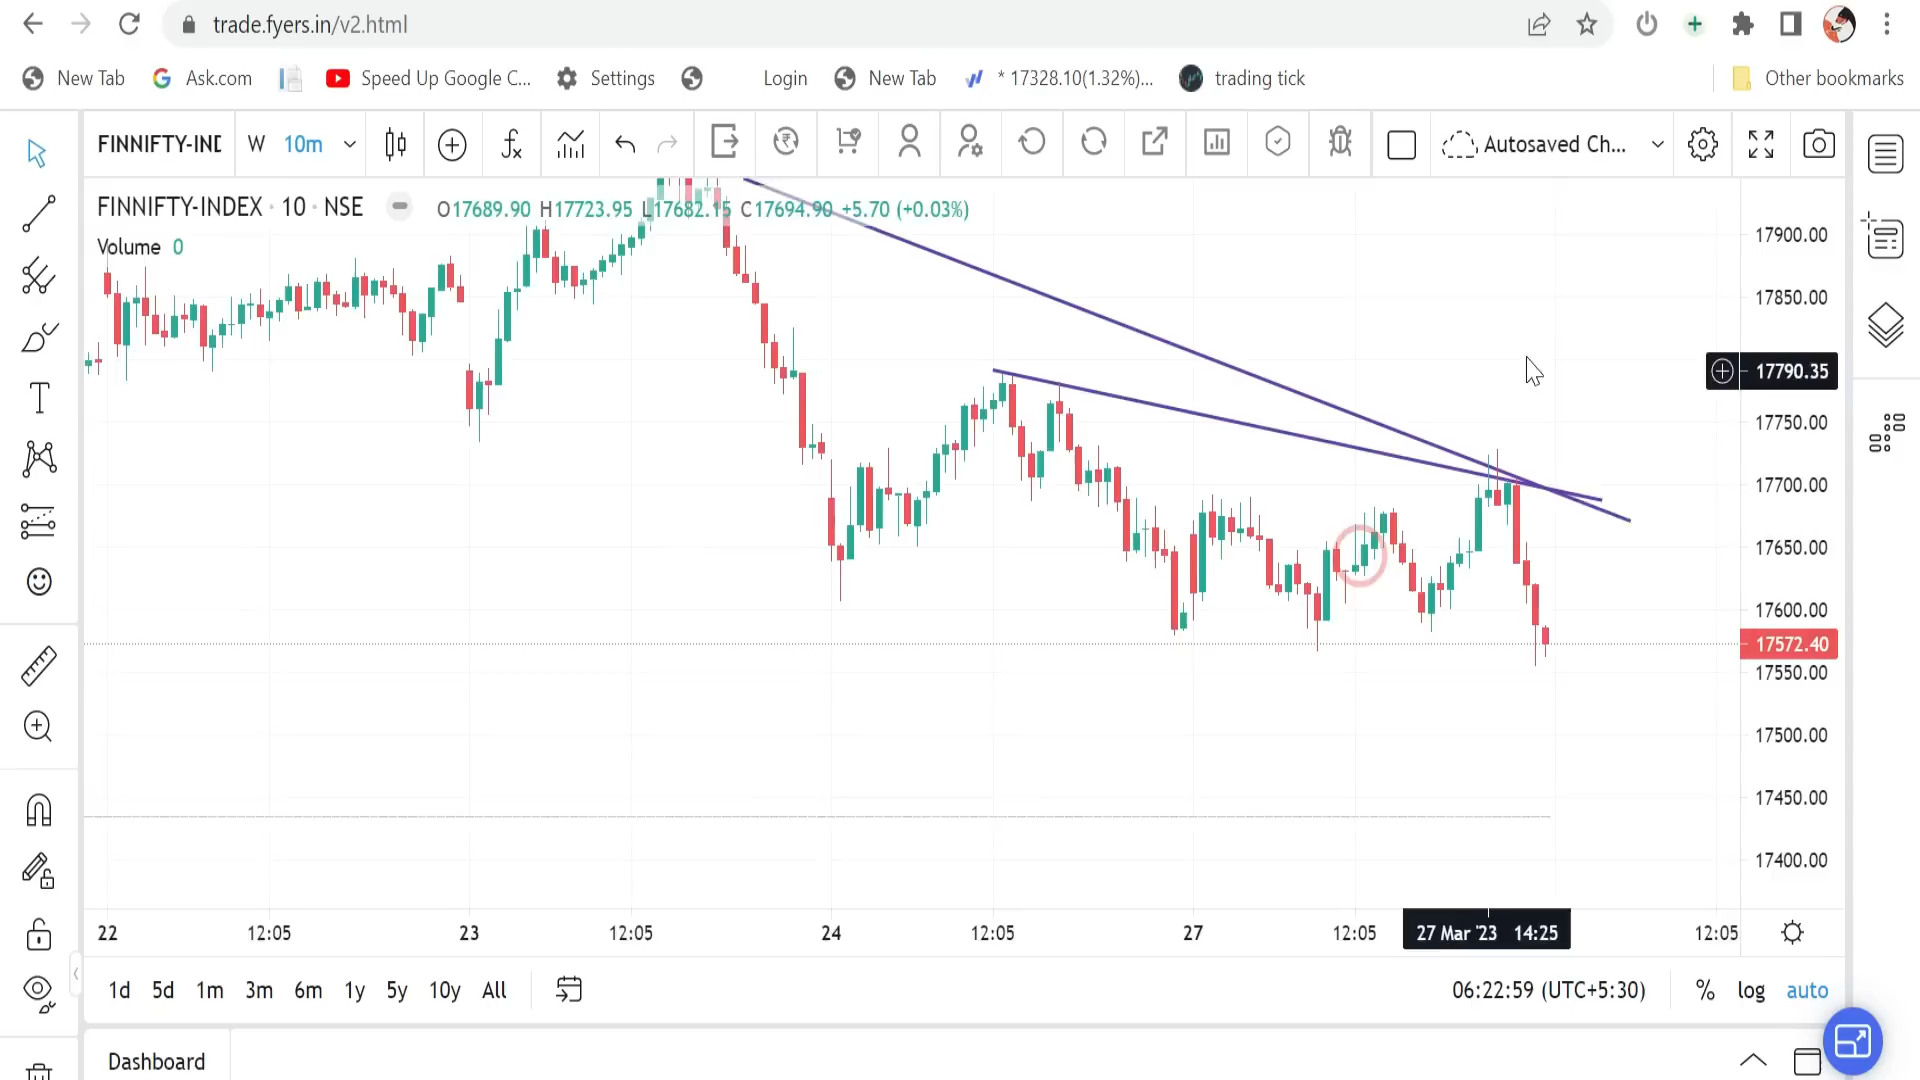 trade.fyers.in/v2.html
New Tab Ask.com Speed Up Google C... Settings Login New Tab * 17328.10(1.32%)... trading tick Other bookmarks
FINNIFTY-INC W 10m Autosaved Ch...
FINNIFTY-INDEX · 10 · NSE O17689.90 H17723.95 L17682.15 C17694.90 +5.70 (+0.03%)
Volume 0
17900.00
17850.00
17790.35
17750.00
17700.00
17650.00
17600.00
17572.40
17550.00
17500.00
17450.00
17400.00
22 12:05 23 12:05 24 12:05 27 12:05 27 Mar '23 14:25 12:05
1d 5d 1m 3m 6m 1y 5y 10y All 06:22:59 (UTC+5:30) % log auto
Dashboard